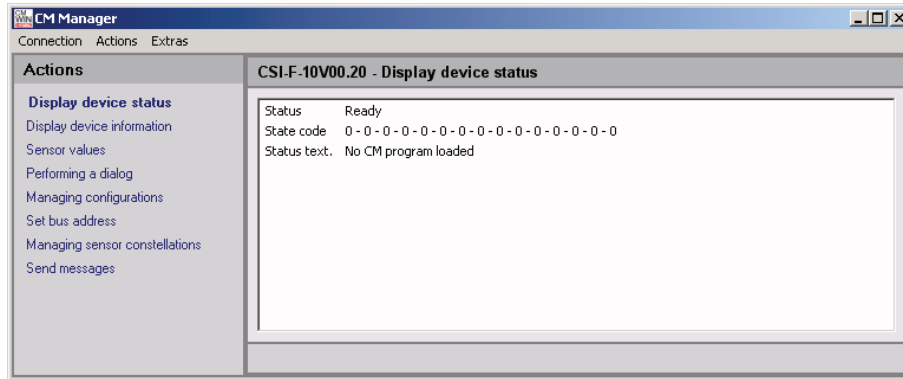 CM WIN CM Manager
Connection Actions Extras
Actions
CSI-F-10V00.20 - Display device status
Display device status
Display device information
Sensor values
Performing a dialog
Managing configurations
Set bus address
Managing sensor constellations
Send messages
Status Ready
State code 0 - 0 - 0 - 0 - 0 - 0 - 0 - 0 - 0 - 0 - 0 - 0 - 0 - 0 - 0
Status text. No CM program loaded